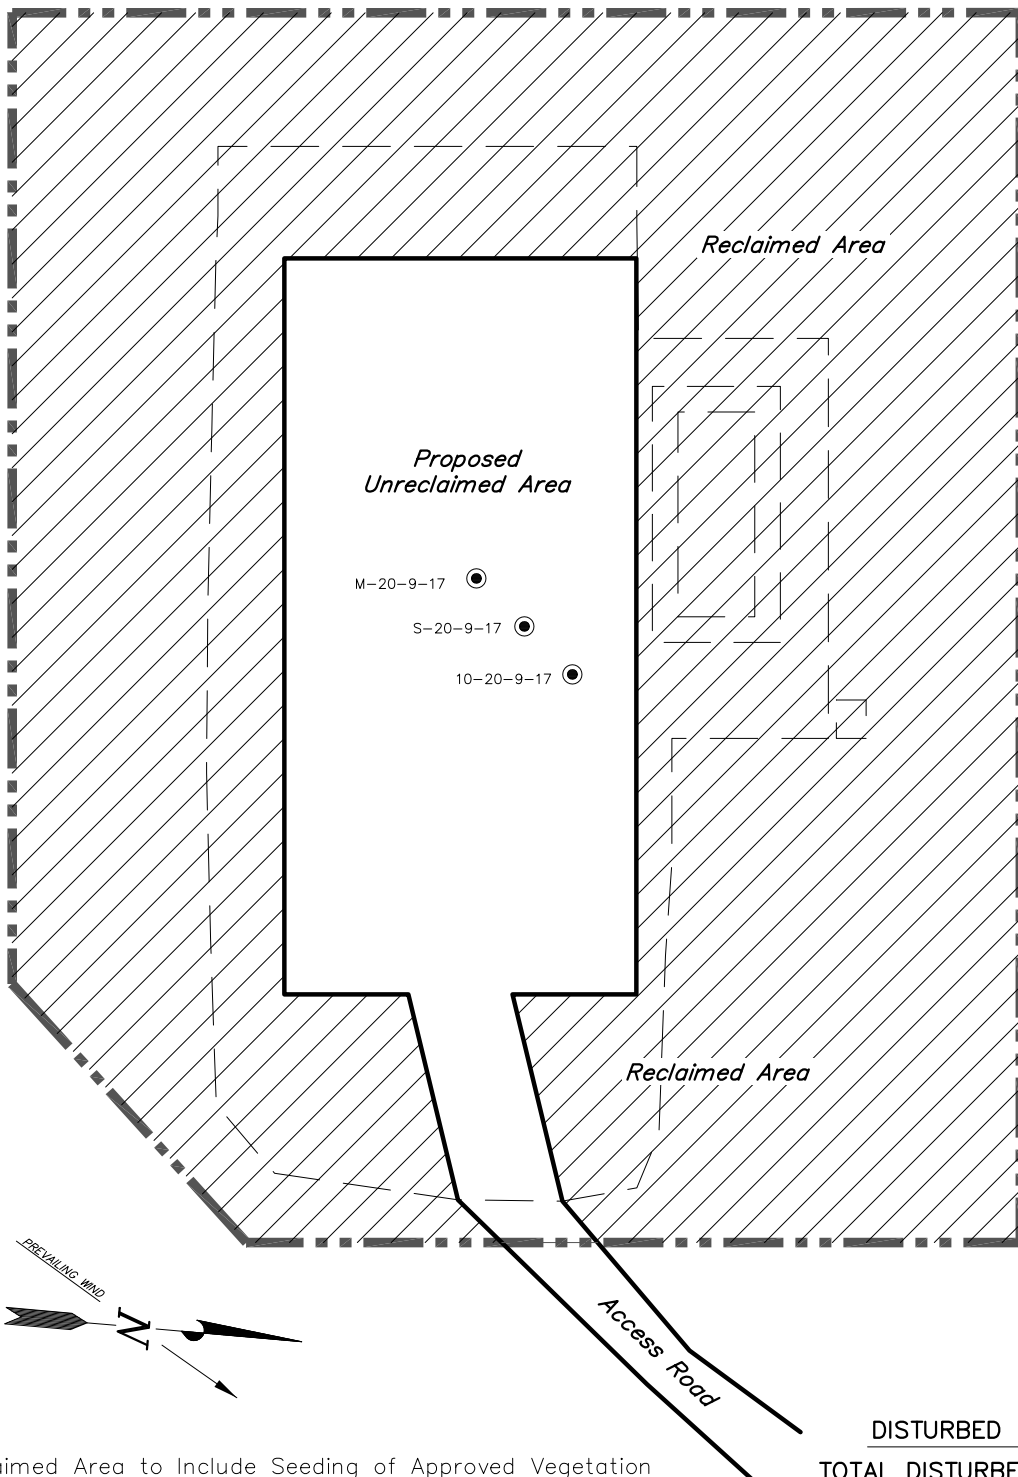 Reclaimed Area
Proposed
Unreclaimed Area
M-20-9-17
S-20-9-17
10-20-9-17
Reclaimed Area
PREVAILING WIND
N
Access Road
DISTURBED
aimed Area to Include Seeding of Approved Vegetation
TOTAL DISTURBE